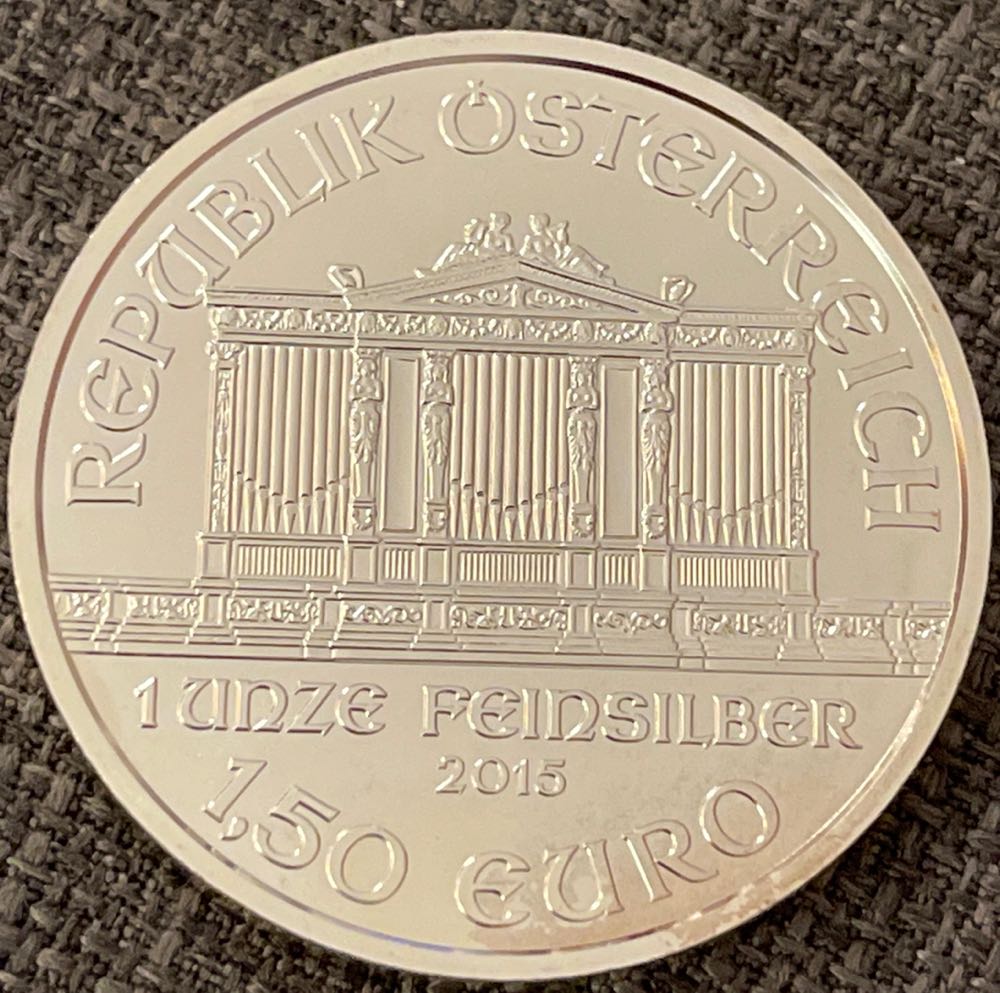 REPUBLIK ÖSTERREICH
1 UNZE FEINSILBER
2015
1,50 EURO